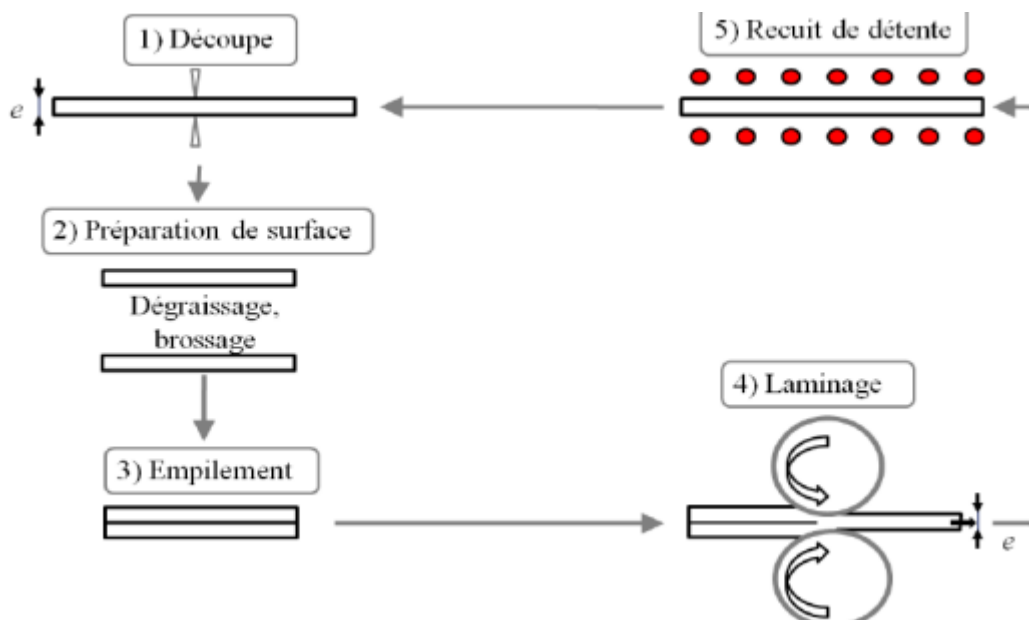 1) Découpe
e
2) Préparation de surface
Dégraissage,
brossage
3) Empilement
4) Laminage
e
5) Recuit de détente